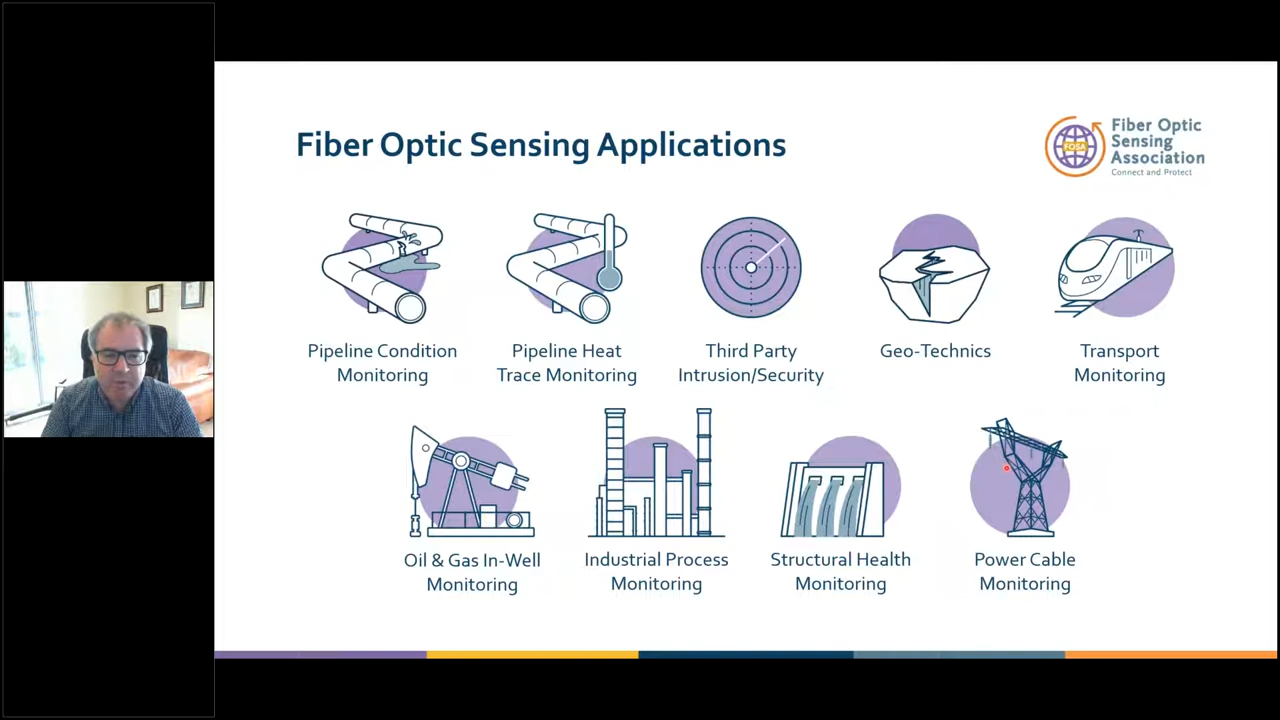 Fiber Optic Sensing Applications
Fiber Optic
Sensing
Association
Connect and Protect
FOSA
Pipeline Condition
Monitoring
Pipeline Heat
Trace Monitoring
Third Party
Intrusion/Security
Geo-Technics
Transport
Monitoring
Oil & Gas In-Well
Monitoring
Industrial Process
Monitoring
Structural Health
Monitoring
Power Cable
Monitoring